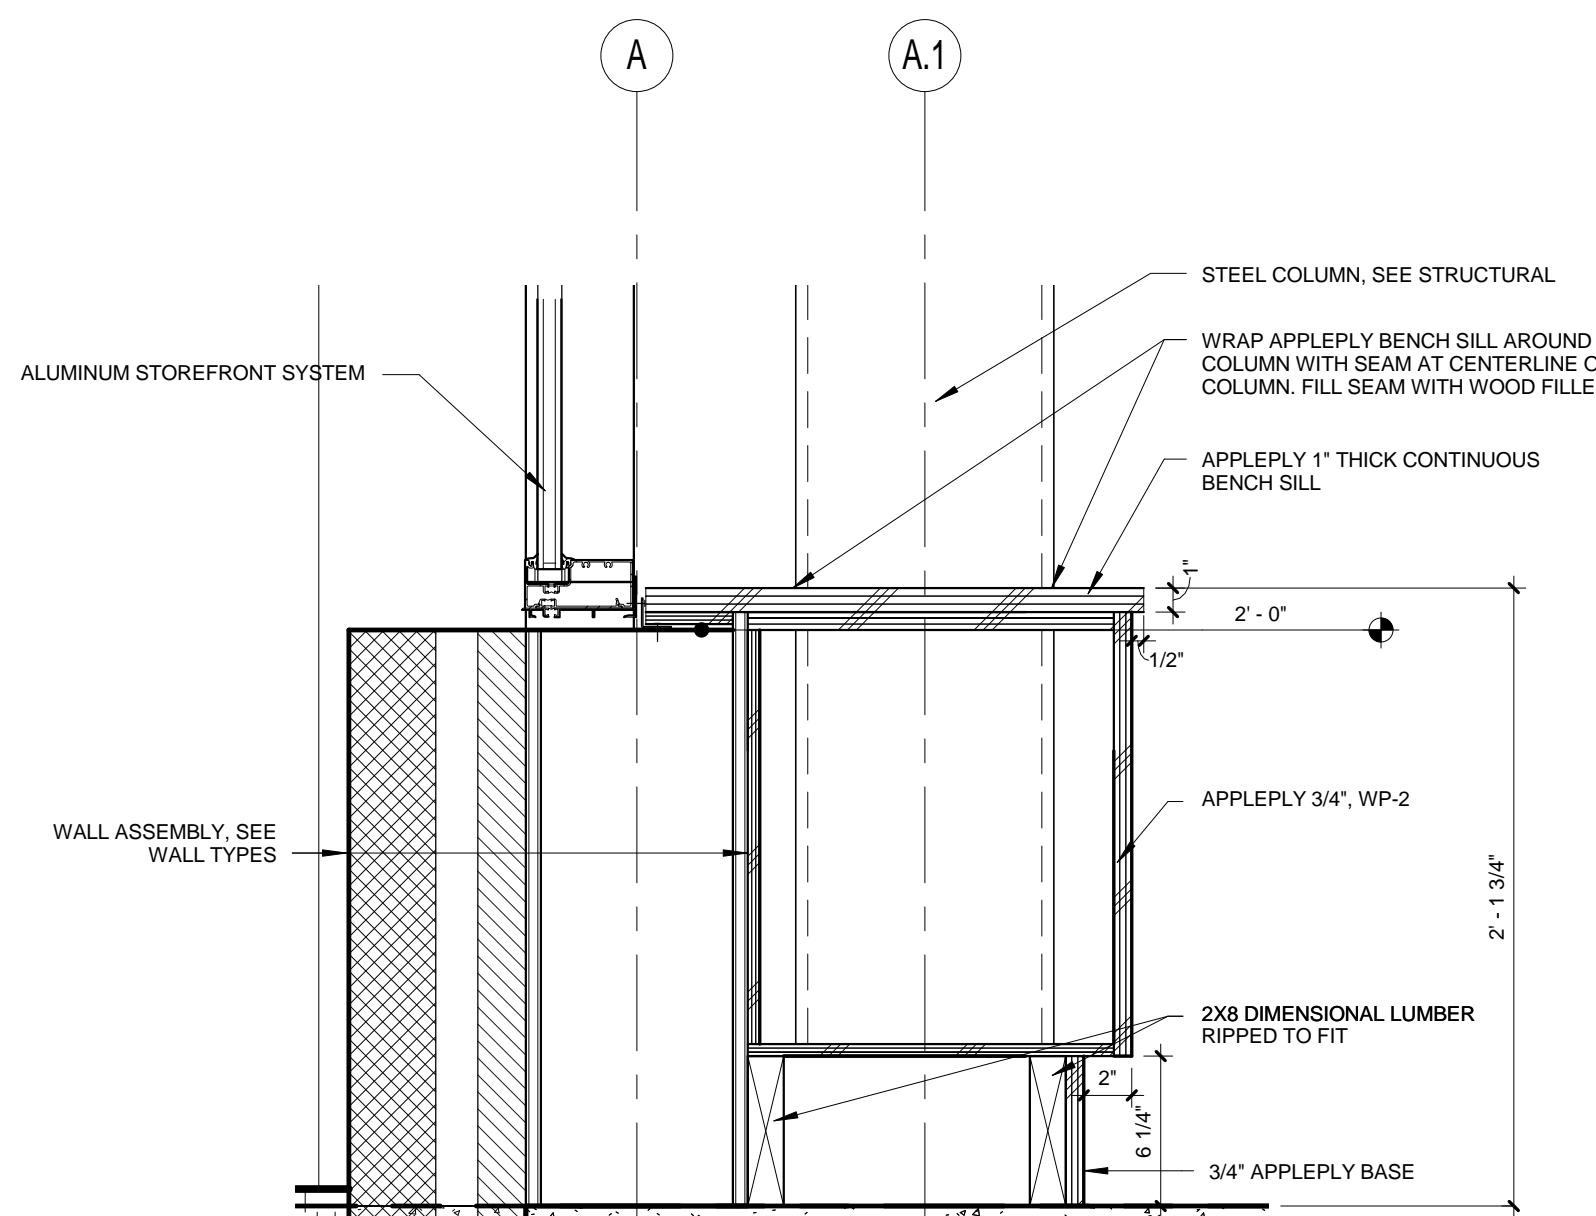 A
A.1
STEEL COLUMN, SEE STRUCTURAL
WRAP APPLEPLY BENCH SILL AROUND
COLUMN WITH SEAM AT CENTERLINE
COLUMN. FILL SEAM WITH WOOD
ALUMINUM STOREFRONT SYSTEM
APPLEPLY 1" THICK CONTINUOUS
BENCH SILL
1"
2' - 0"
1/2"
APPLEPLY 3/4", WP-2
WALL ASSEMBLY, SEE
WALL TYPES
2' - 1 3/4"
2X8 DIMENSIONAL LUMBER
RIPPED TO FIT
2"
6 1/4"
3/4" APPLEPLY BASE